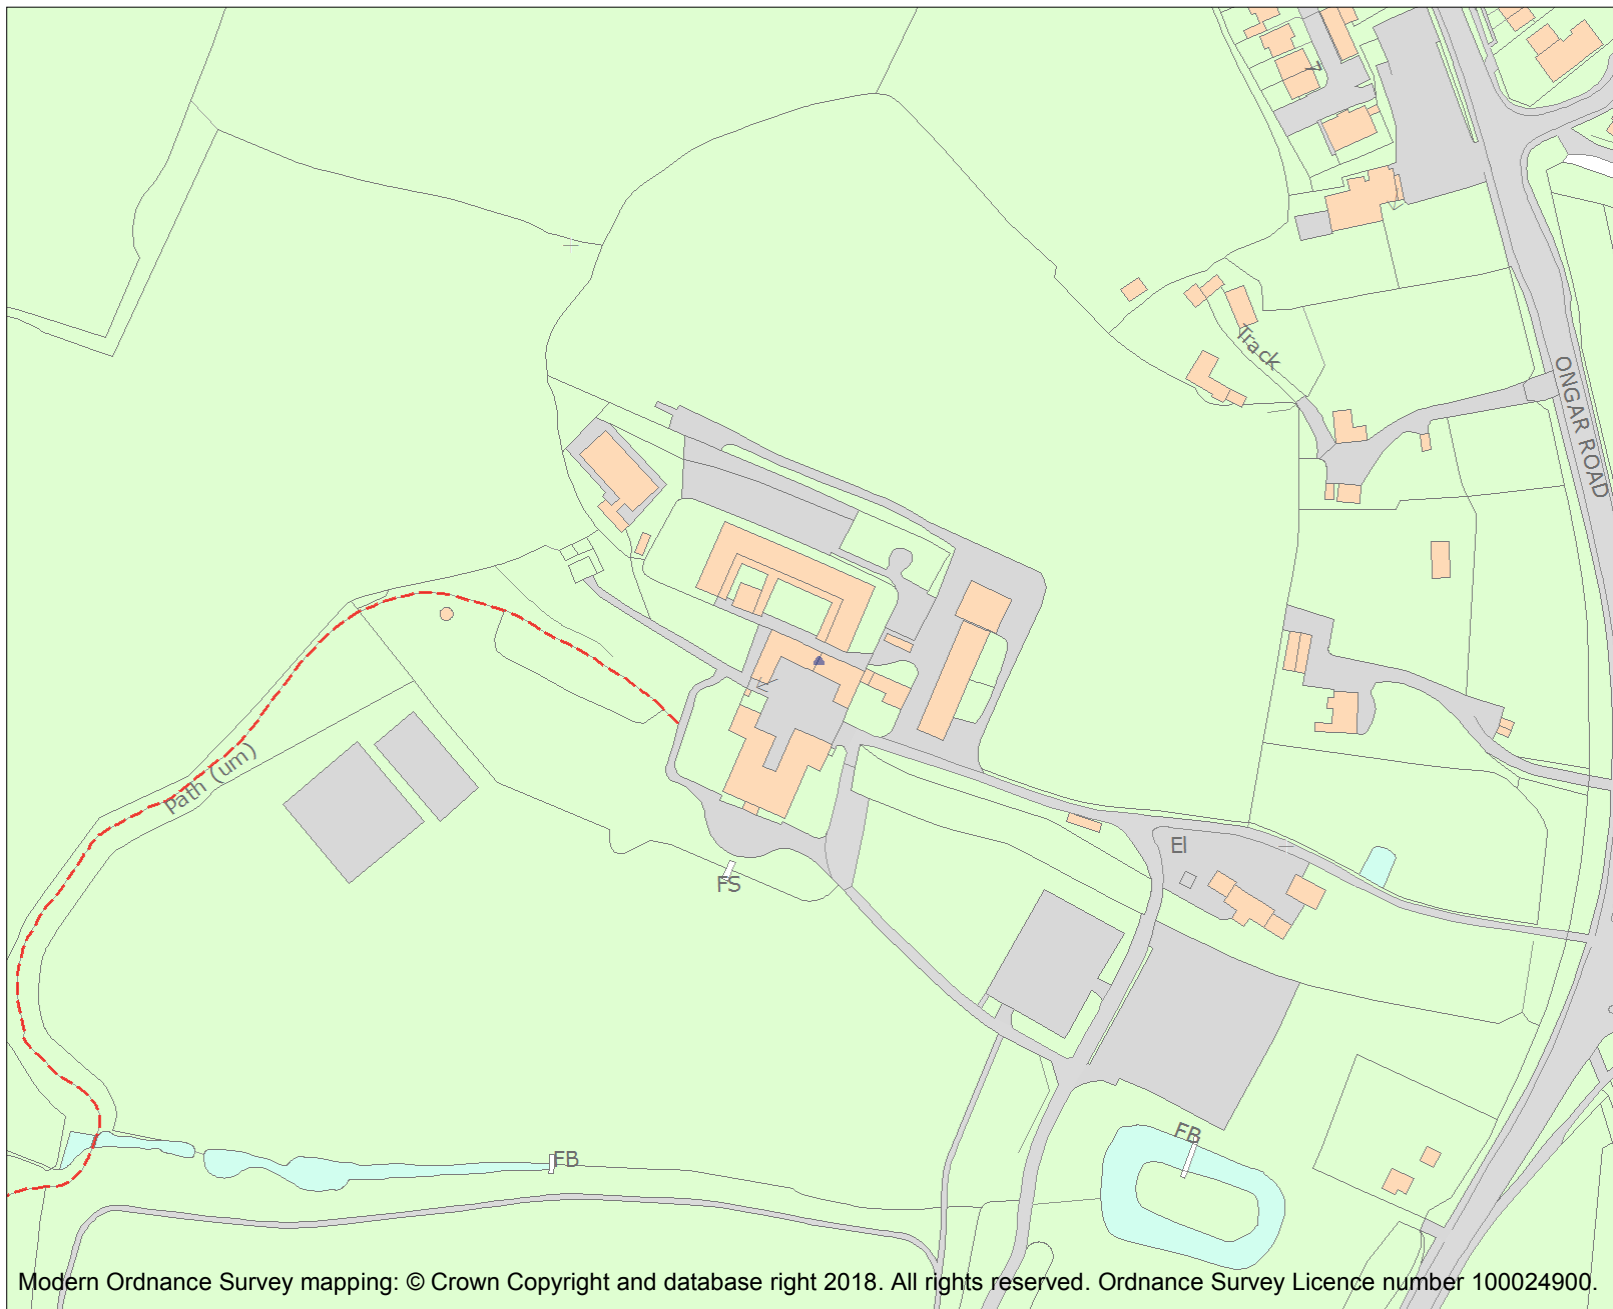 7
Track
ONGAR ROAD
Path (um)
El
FS
FB
FB
Modern Ordnance Survey mapping: © Crown Copyright and database right 2018. All rights reserved. Ordnance Survey Licence number 100024900.